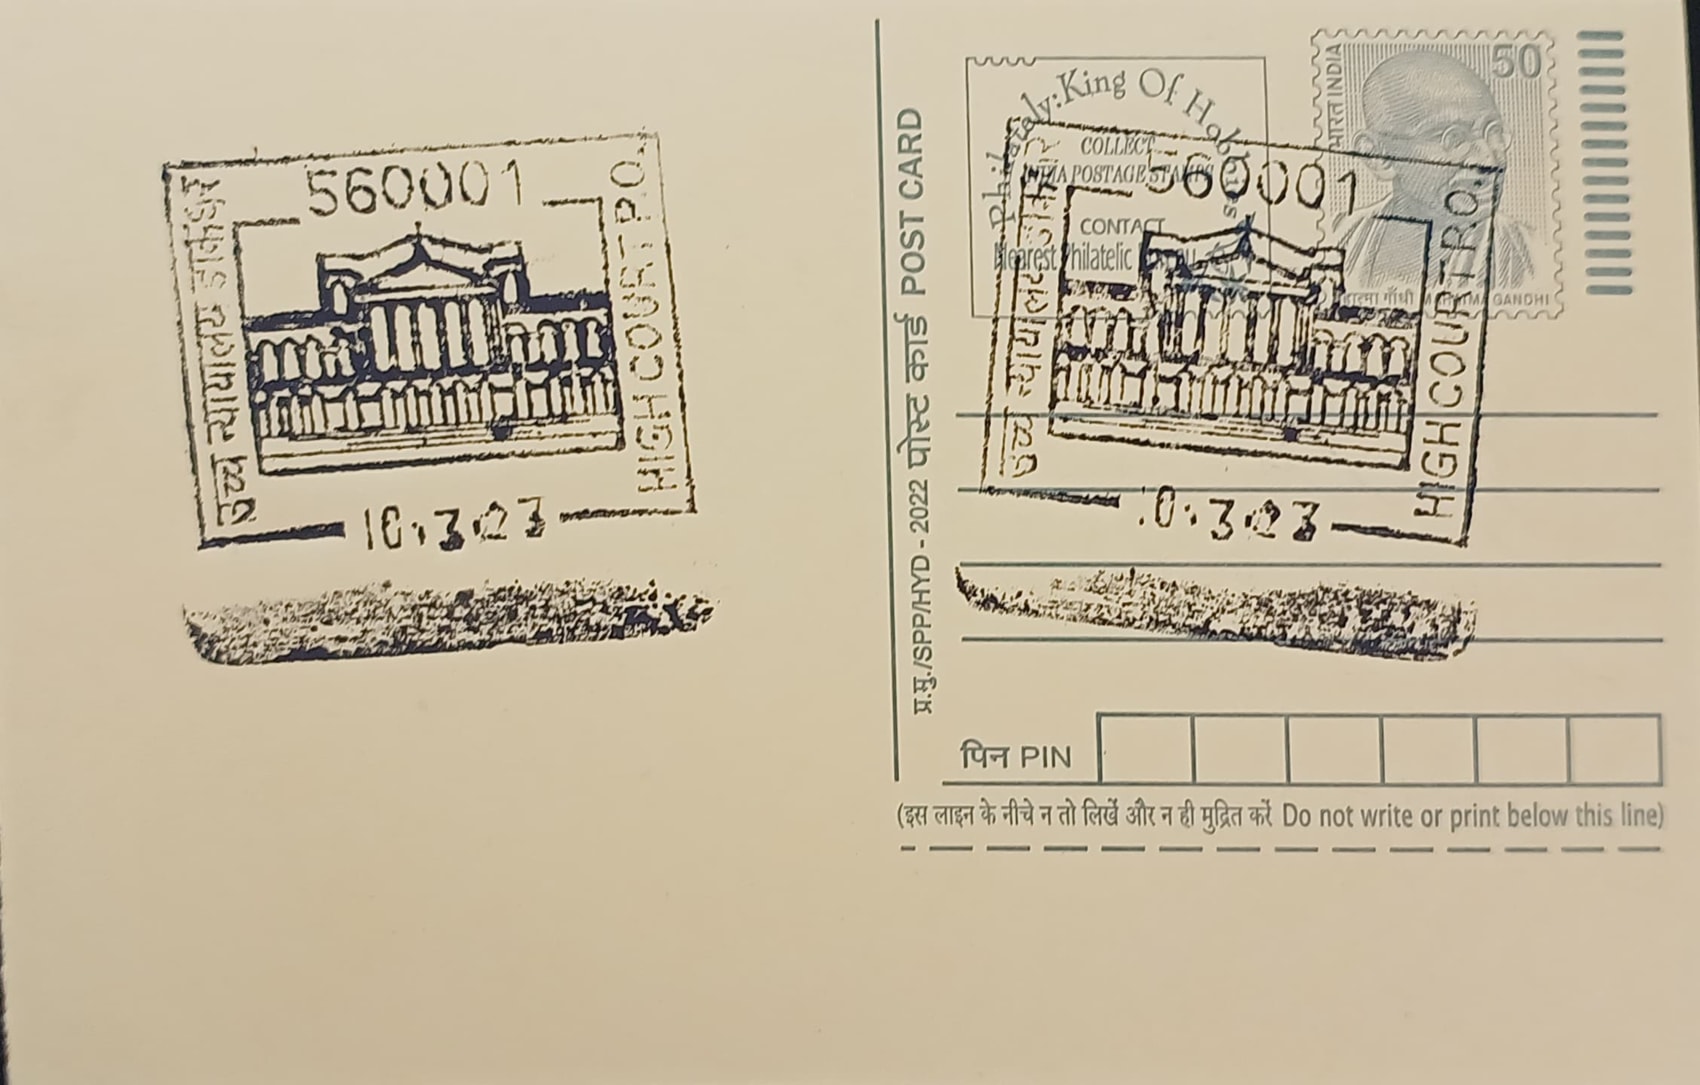 560001
उच्च न्यायालय डाकघर
HIGH COURT P.O.
10.3.23
प्र.मु./SPP/HYD - 2022 पोस्ट कार्ड POST CARD
Philately:King Of Hobbies
COLLECT
INDIA POSTAGE STAMPS
CONTACT
Nearest Philatelic Bureau
50
भारत INDIA
महात्मा गाँधी MAHATMA GANDHI
560001
उच्च न्यायालय डाकघर
HIGH COURT P.O.
10.3.23
पिन PIN
(इस लाइन के नीचे न तो लिखें और न ही मुद्रित करें Do not write or print below this line)